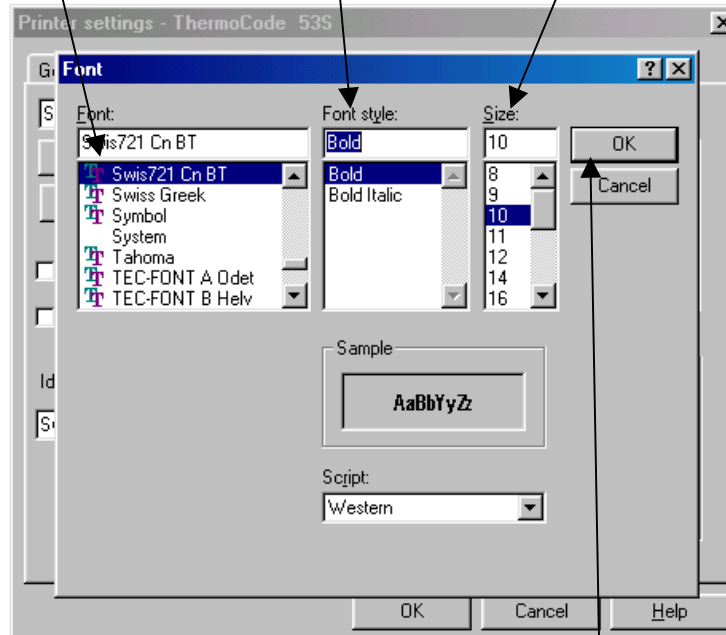 Printer settings - ThermoCode 53S
Font
Font:
Font style:
Size:
Swis721 Cn BT
Bold
10
OK
Cancel
Swis721 Cn BT
Swiss Greek
Symbol
System
Tahoma
TEC-FONT A Odet
TEC-FONT B Helv
Bold
Bold Italic
8
9
10
11
12
14
16
Sample
AaBbYyZz
Script:
Western
OK
Cancel
Help